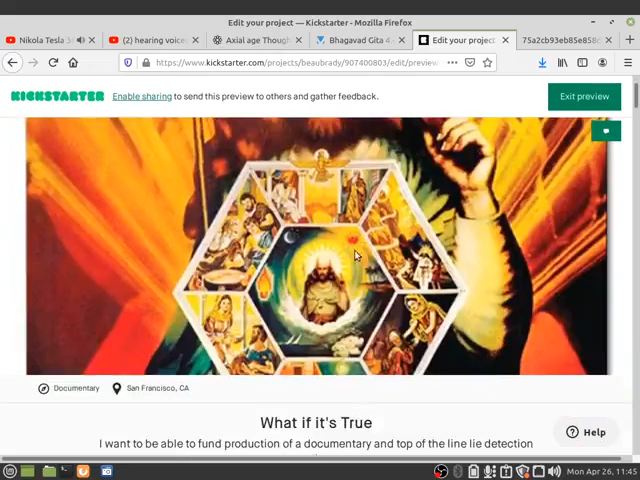 Edit your project — Kickstarter - Mozilla Firefox
Nikola Tesla 3
(2) hearing voice
Axial age Though
Bhagavad Gita 4.
Edit your project
75a2cb93eb85e858
https://www.kickstarter.com/projects/beaubrady/907400803/edit/preview
KICKSTARTER
Enable sharing to send this preview to others and gather feedback.
Exit preview
Documentary
San Francisco, CA
What if it's True
I want to be able to fund production of a documentary and top of the line lie detection
Help
Mon Apr 26, 11:45